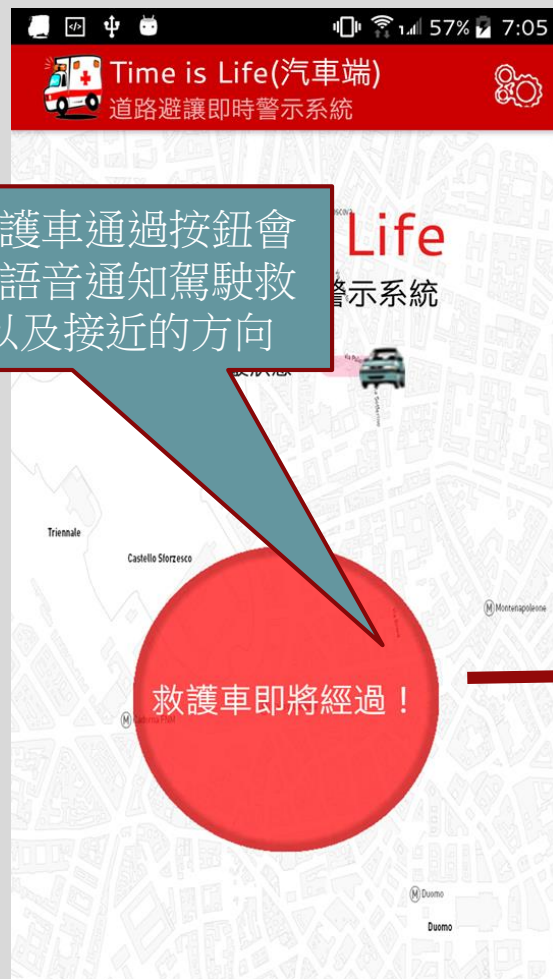 57% 7:05
Time is Life(汽車端)
道路避讓即時警示系統
護車通過按鈕會
語音通知駕駛救
以及接近的方向
Life
警示系統
Triennale
Castello Sforzesco
M Montenapoleone
救護車即將經過！
M Cadorna FNM
M Duomo
Duomo